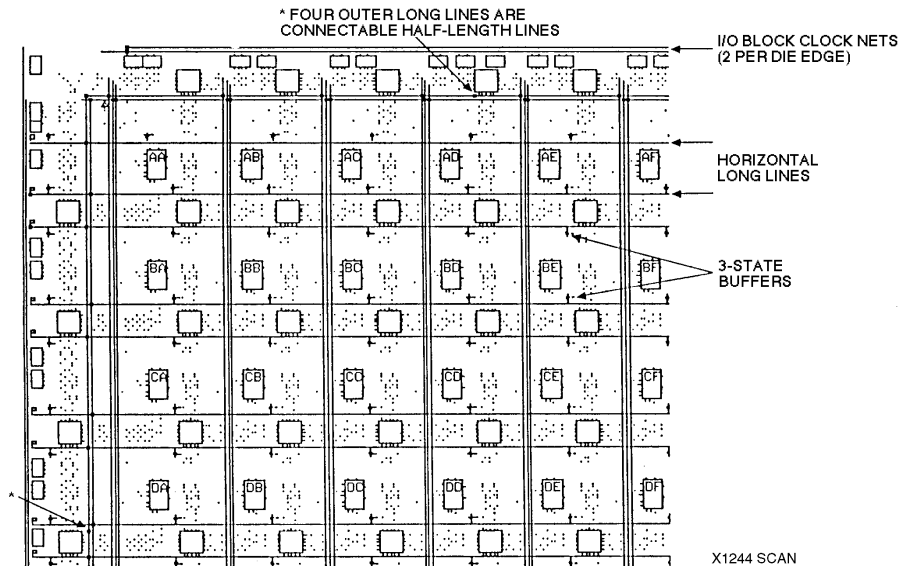 * FOUR OUTER LONG LINES ARE
CONNECTABLE HALF-LENGTH LINES
I/O BLOCK CLOCK NETS
(2 PER DIE EDGE)
AA AB AC AD AE AF
HORIZONTAL
LONG LINES
BA BB BC BD BE BF
3-STATE
BUFFERS
CA CB CC CD CE CF
DA DB DC DD DE DF
*
X1244 SCAN